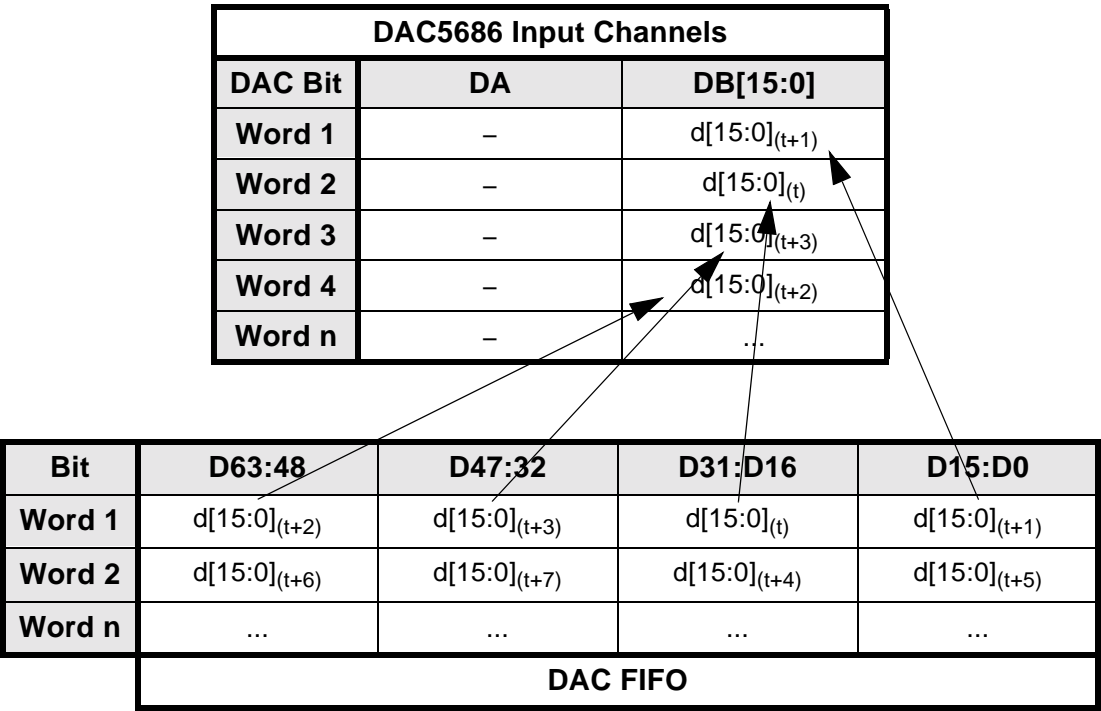 DAC5686 Input Channels
DAC Bit DA DB[15:0]
Word 1 – d[15:0](t+1)
Word 2 – d[15:0](t)
Word 3 – d[15:0](t+3)
Word 4 – d[15:0](t+2)
Word n – ...
Bit D63:48 D47:32 D31:D16 D15:D0
Word 1 d[15:0](t+2) d[15:0](t+3) d[15:0](t) d[15:0](t+1)
Word 2 d[15:0](t+6) d[15:0](t+7) d[15:0](t+4) d[15:0](t+5)
Word n ... ... ... ...
DAC FIFO